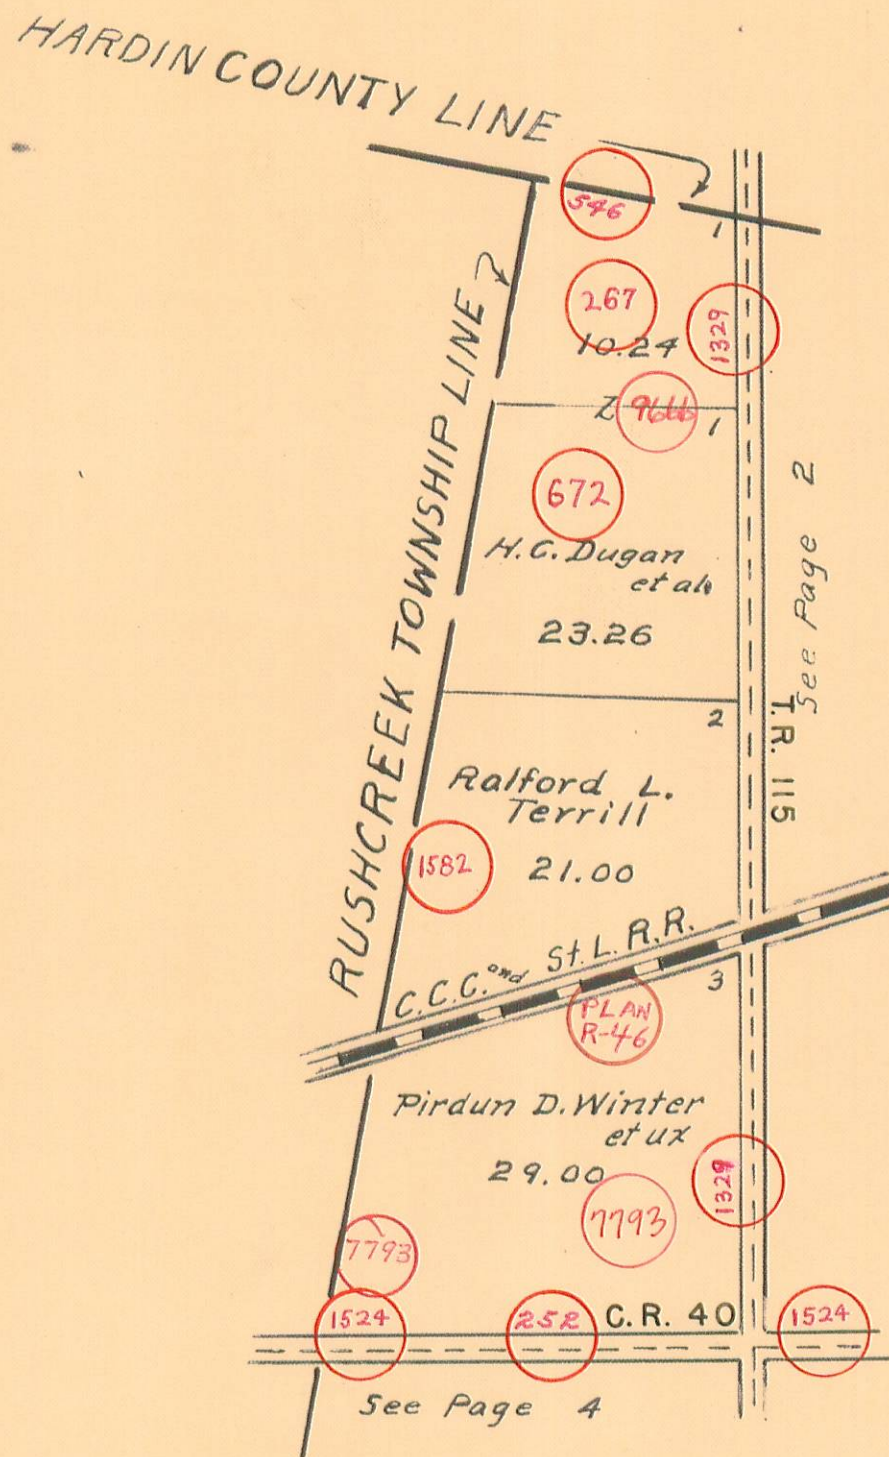 HARDIN COUNTY LINE
546
1
267
1329
10.24
RUSHCREEK TOWNSHIP LINE
Z
1
672
See Page 2
H.C. Dugan
et al
23.26
2
T.R. 115
Ralford L.
Terrill
1582
21.00
C.C.C. and St. L. R.R.
3
PLAN
R-46
Pirdun D. Winter
et ux
29.00
1329
7793
7793
1524
252
C.R. 40
1524
See Page 4